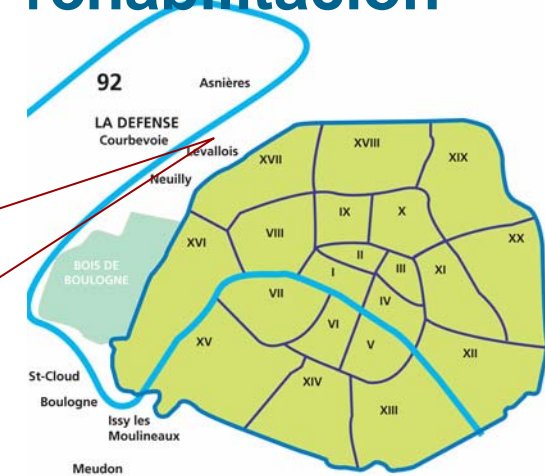 rehabilitación
92
Asnières
LA DEFENSE
Courbevoie
Levallois
Neuilly
BOIS DE
BOULOGNE
XVII
XVIII
XIX
IX
X
XVI
VIII
II
XX
I
III
XI
VII
IV
VI
V
XV
XII
XIV
XIII
St-Cloud
Boulogne
Issy les
Moulineaux
Meudon